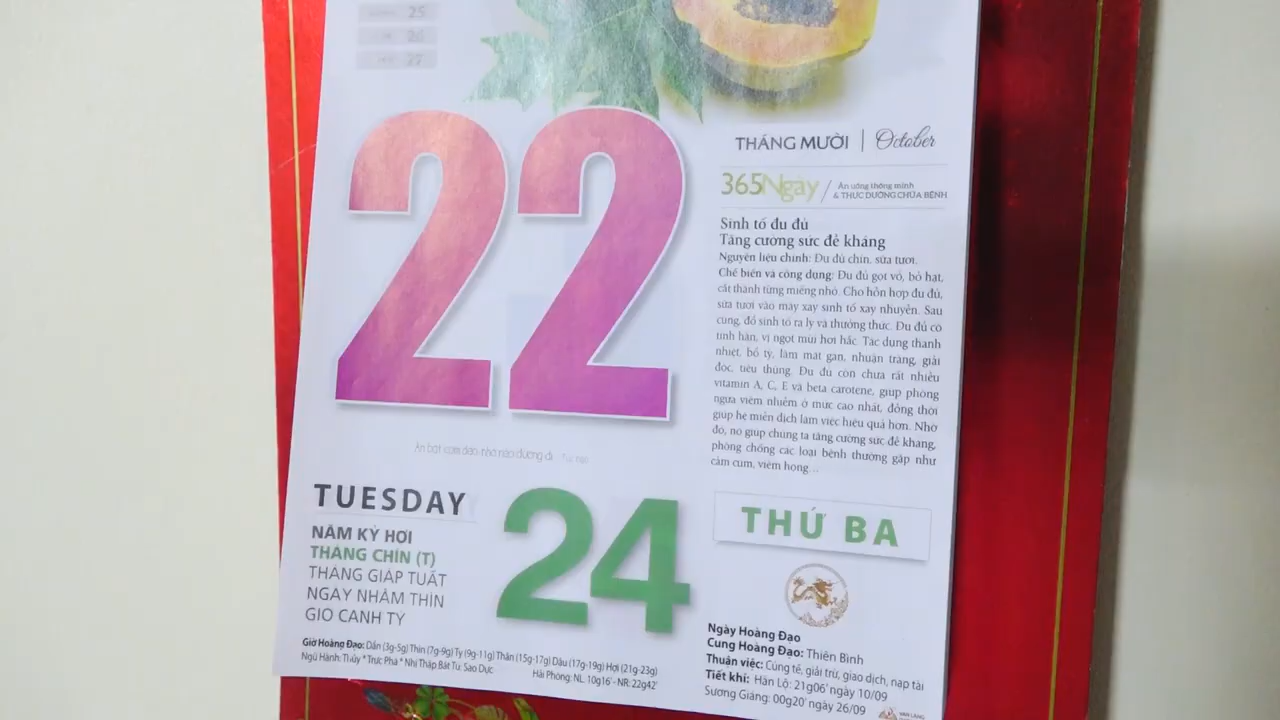 25
26
27
22
THÁNG MƯỜI | October
365Ngày / Ăn uống thông minh
& THỰC DƯỠNG CHỮA BỆNH
Sinh tố đu đủ
Tăng cường sức đề kháng
Nguyên liệu chính: Đu đủ chín, sữa tươi.
Chế biến và công dụng: Đu đủ gọt vỏ, bỏ hạt,
cắt thành từng miếng nhỏ. Cho hỗn hợp đu đủ,
sữa tươi vào máy xay sinh tố xay nhuyễn. Sau
cùng, đổ sinh tố ra ly và thưởng thức. Đu đủ có
tính hàn, vị ngọt mùi hơi hắc. Tác dụng thanh
nhiệt, bổ tỳ, làm mát gan, nhuận tràng, giải
độc, tiêu thũng. Đu đủ còn chứa rất nhiều
vitamin A, C, E và beta carotene, giúp phòng
ngừa viêm nhiễm ở mức cao nhất, đồng thời
giúp hệ miễn dịch làm việc hiệu quả hơn. Nhờ
đó, nó giúp chúng ta tăng cường sức đề kháng,
phòng chống các loại bệnh thường gặp như
cảm cúm, viêm họng...
Ăn bát cơm dẻo nhớ nẻo đường đi
TUESDAY
24
THỨ BA
NĂM KỶ HỢI
THÁNG CHÍN (T)
THÁNG GIÁP TUẤT
NGÀY NHÂM THÌN
GIỜ CANH TÝ
Giờ Hoàng Đạo: Dần (3g-5g) Thìn (7g-9g) Tỵ (9g-11g) Thân (15g-17g) Dậu (17g-19g) Hợi (21g-23g)
Ngũ Hành: Thủy * Trực Phá * Nhị Thập Bát Tú: Sao Dực
Hải Phòng: NL: 10g16' - NR: 22g42'
Ngày Hoàng Đạo
Cung Hoàng Đạo: Thiên Bình
Thuận việc: Cúng tế, giải trừ, giao dịch, nạp tài
Tiết khí: Hàn Lộ: 21g06' ngày 10/09
Sương Giáng: 00g20' ngày 26/09
VAN LANG